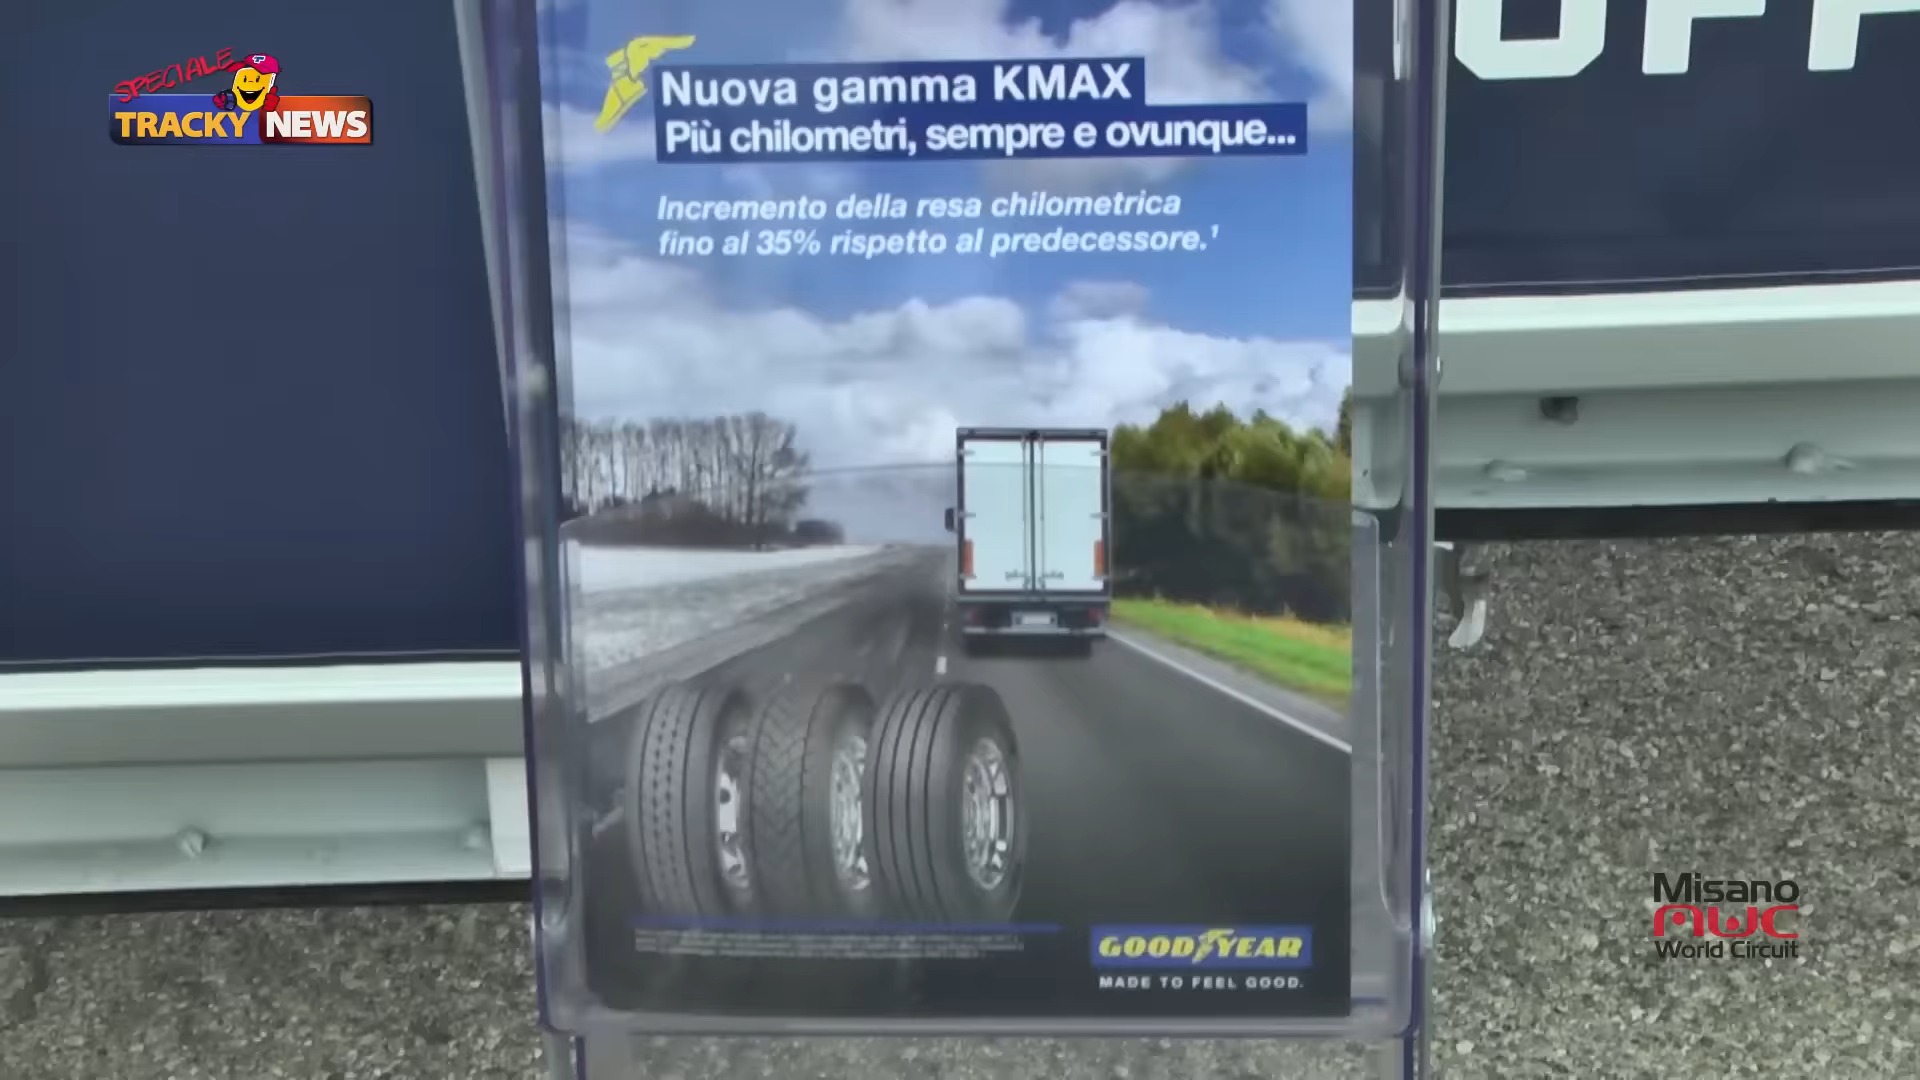 SPECIALE
TRACKY NEWS
Nuova gamma KMAX
Più chilometri, sempre e ovunque...
Incremento della resa chilometrica
fino al 35% rispetto al predecessore.¹
GOODYEAR
MADE TO FEEL GOOD.
Misano
MWC
World Circuit